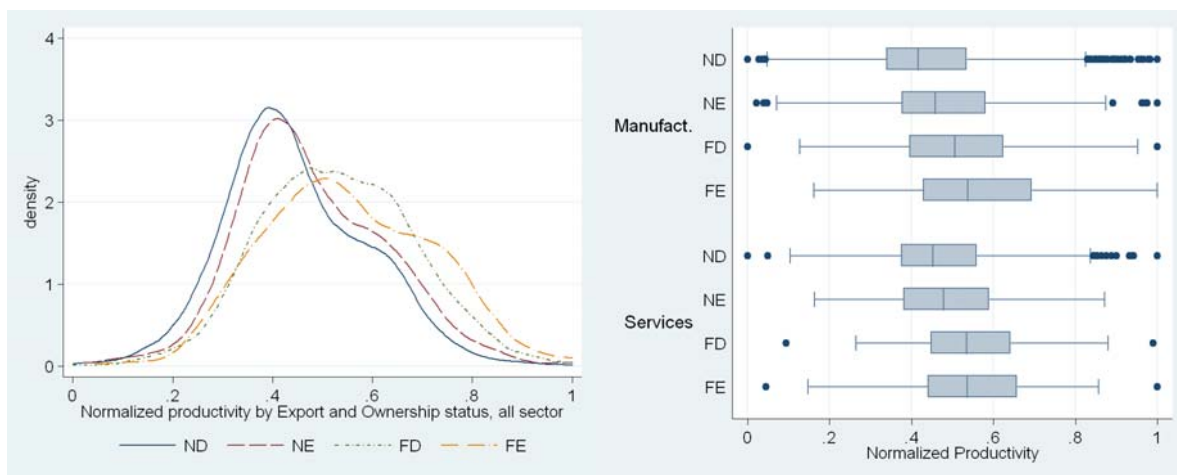 4
3
2
1
0
density
0 .2 .4 .6 .8 1
Normalized productivity by Export and Ownership status, all sector
ND NE FD FE
Manufact.
ND
NE
FD
FE
Services
ND
NE
FD
FE
0 .2 .4 .6 .8 1
Normalized Productivity